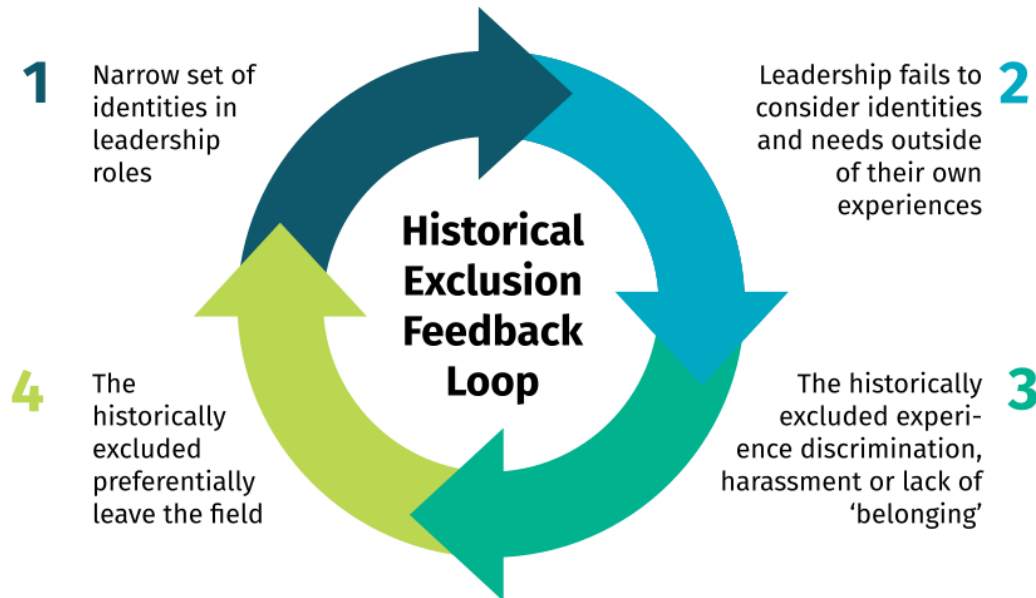 1
Narrow set of
identities in
leadership
roles
2
Leadership fails to
consider identities
and needs outside
of their own
experiences
Historical
Exclusion
Feedback
Loop
3
The historically
excluded experi-
ence discrimination,
harassment or lack of
‘belonging’
4
The
historically
excluded
preferentially
leave the field